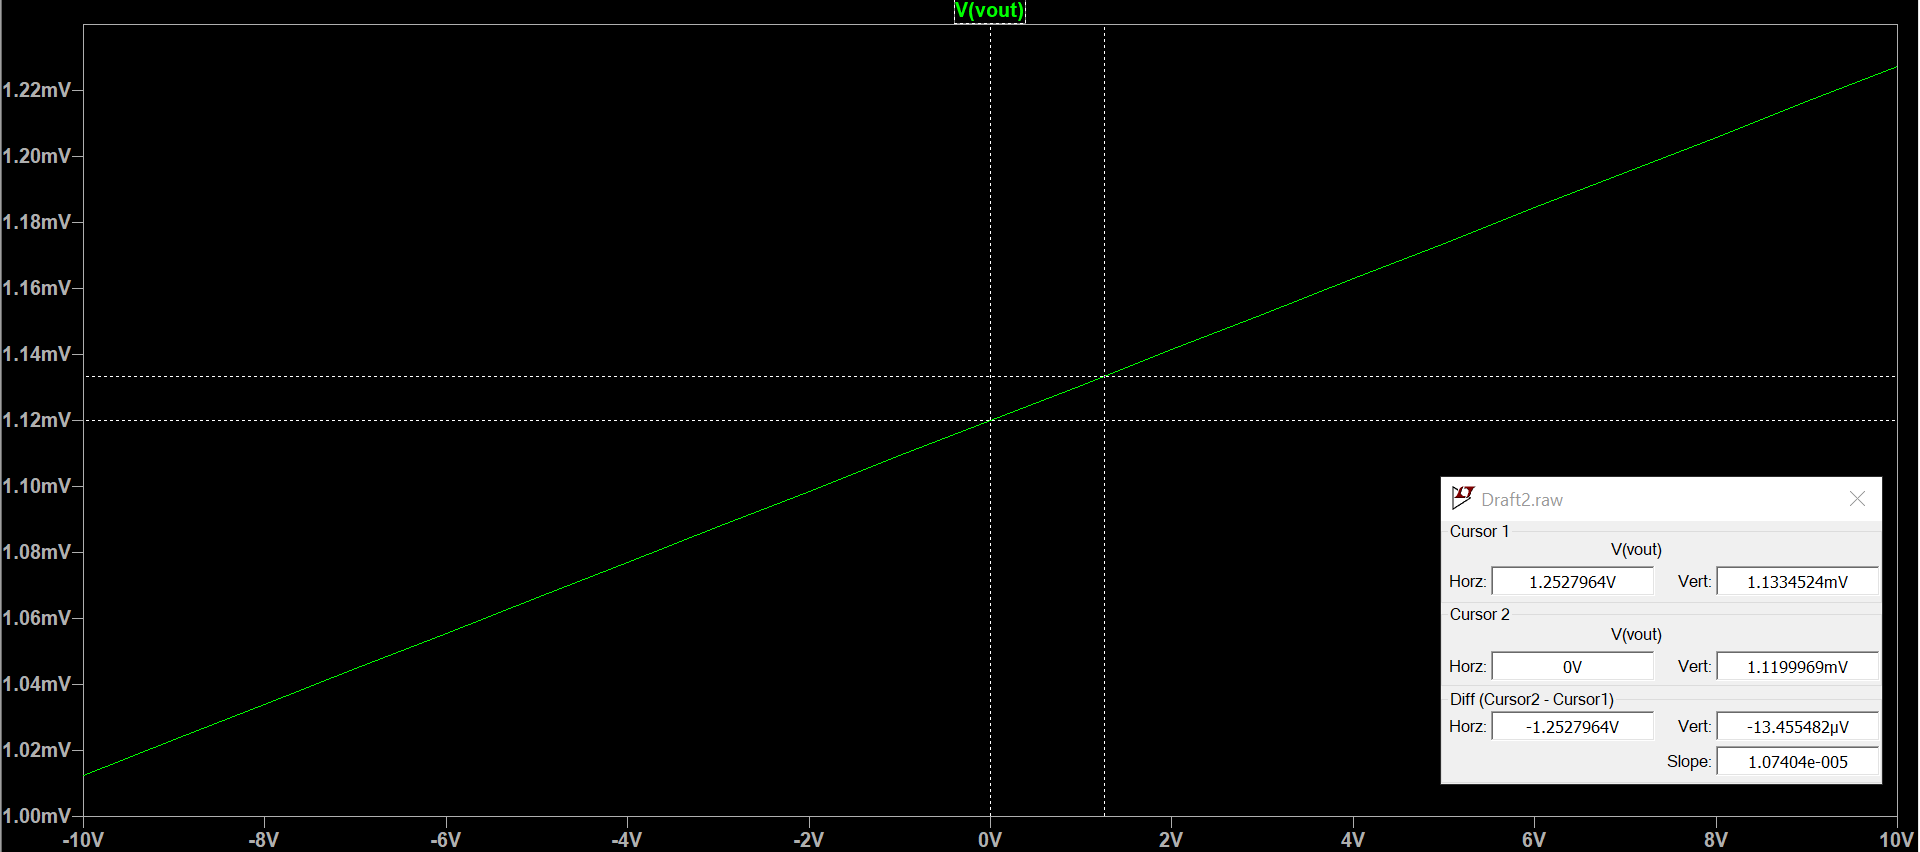 V(vout)
1.22mV
1.20mV
1.18mV
1.16mV
1.14mV
1.12mV
1.10mV
1.08mV
1.06mV
1.04mV
1.02mV
1.00mV
-10V -8V -6V -4V -2V 0V 2V 4V 6V 8V 10V
Draft2.raw
Cursor 1
V(vout)
Horz: 1.2527964V Vert: 1.1334524mV
Cursor 2
V(vout)
Horz: 0V Vert: 1.1199969mV
Diff (Cursor2 - Cursor1)
Horz: -1.2527964V Vert: -13.455482µV
Slope: 1.07404e-005